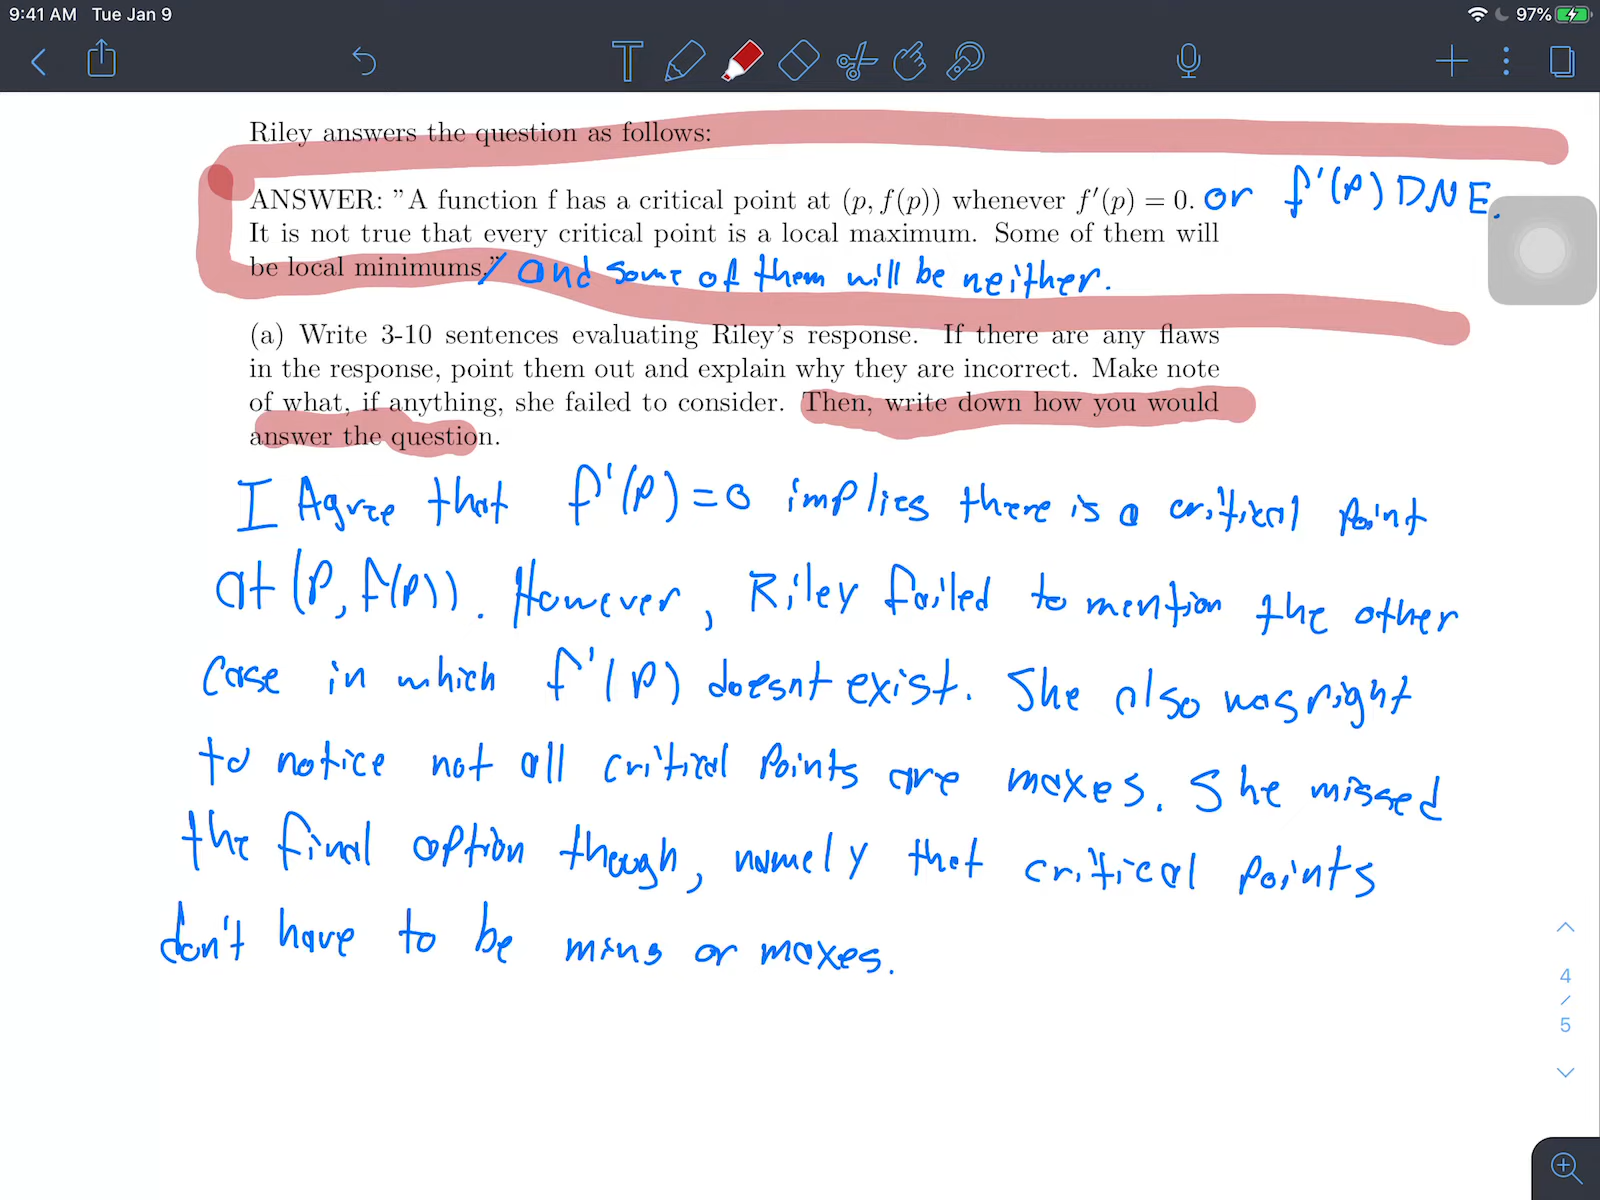 9:41 AM Tue Jan 9 97%
Riley answers the question as follows:
ANSWER: ”A function f has a critical point at (p, f(p)) whenever f′(p) = 0. or f'(p) DNE.
It is not true that every critical point is a local maximum. Some of them will
be local minimums.” and some of them will be neither.
(a) Write 3-10 sentences evaluating Riley’s response. If there are any flaws
in the response, point them out and explain why they are incorrect. Make note
of what, if anything, she failed to consider. Then, write down how you would
answer the question.
I Agree that f'(p)=0 implies there is a critical point
at (p, f(p)). However, Riley failed to mention the other
case in which f'(p) doesnt exist. She also was right
to notice not all critical points are maxes. She missed
the final option though, namely that critical points
don't have to be mins or maxes.
4
/
5